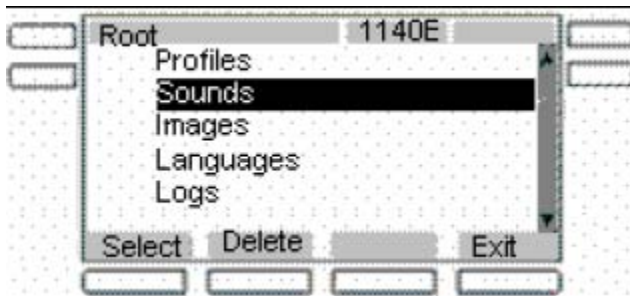 Root 1140E
Profiles
Sounds
Images
Languages
Logs
Select Delete Exit